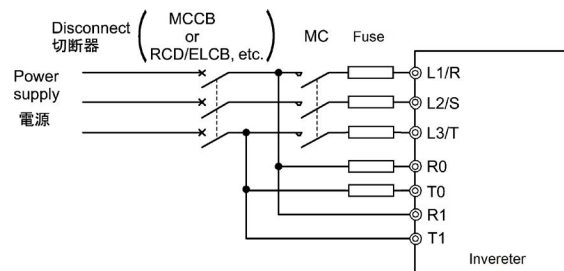 Disconnect
切断器
MCCB
or
RCD/ELCB, etc.
MC
Fuse
Power
supply
電源
L1/R
L2/S
L3/T
R0
T0
R1
T1
Invereter